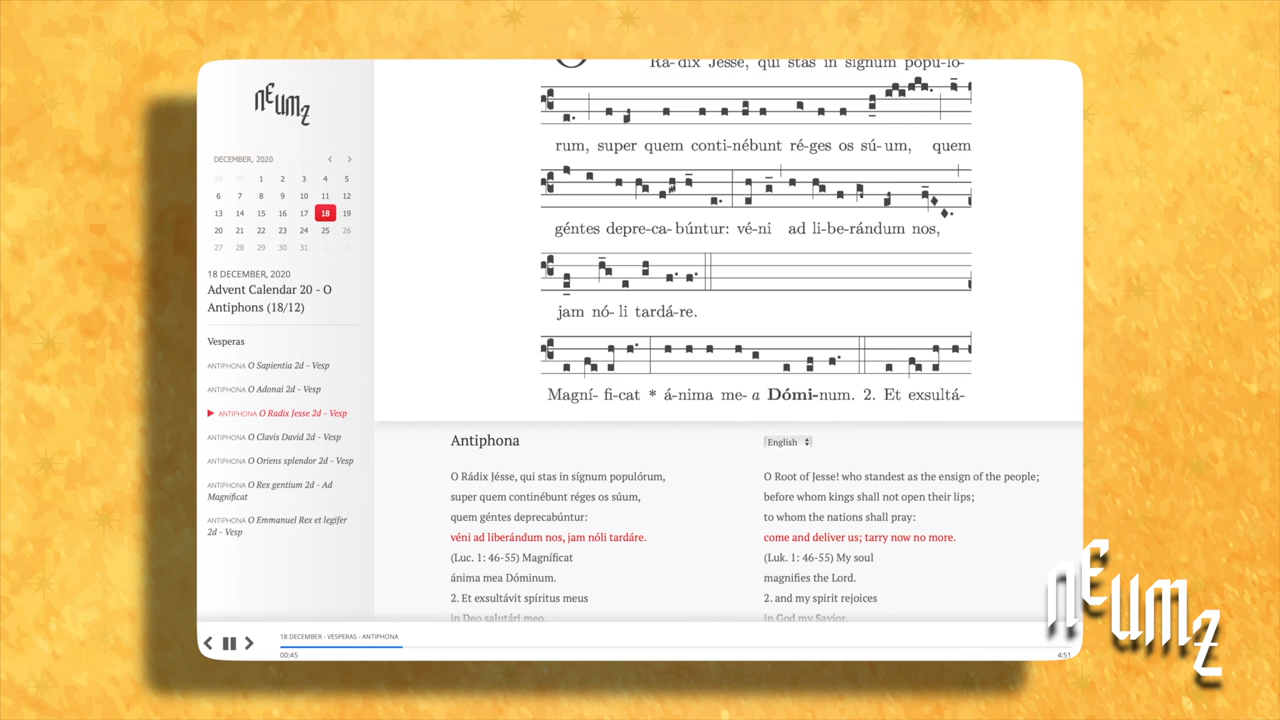 neumz
DECEMBER, 2020
29 30 1 2 3 4 5
6 7 8 9 10 11 12
13 14 15 16 17 18 19
20 21 22 23 24 25 26
27 28 29 30 31 1 2
18 DECEMBER, 2020
Advent Calendar 20 - O
Antiphons (18/12)
Vesperas
ANTIPHONA O Sapientia 2d - Vesp
ANTIPHONA O Adonai 2d - Vesp
ANTIPHONA O Radix Jesse 2d - Vesp
ANTIPHONA O Clavis David 2d - Vesp
ANTIPHONA O Oriens splendor 2d - Vesp
ANTIPHONA O Rex gentium 2d - Ad
Magnificat
ANTIPHONA O Emmanuel Rex et legifer
2d - Vesp
O Ra- dix Jesse, qui stas in signum popu-lo-
rum, super quem conti-nébunt ré-ges os sú-um, quem
géntes depre-ca-búntur: vé-ni ad li-be-rándum nos,
jam nó- li tardá-re.
Magní- fi-cat * á-nima me- a Dómi-num. 2. Et exsultá-
Antiphona
O Rádix Jésse, qui stas in sígnum populórum,
super quem continébunt réges os súum,
quem géntes deprecabúntur:
véni ad liberándum nos, jam nóli tardáre.
(Luc. 1: 46-55) Magníficat
ánima mea Dóminum.
2. Et exsultávit spíritus meus
in Deo salutári meo.
English
O Root of Jesse! who standest as the ensign of the people;
before whom kings shall not open their lips;
to whom the nations shall pray:
come and deliver us; tarry now no more.
(Luk. 1: 46-55) My soul
magnifies the Lord.
2. and my spirit rejoices
in God my Savior.
18 DECEMBER - VESPERAS - ANTIPHONA
00:45
4:51
neumz